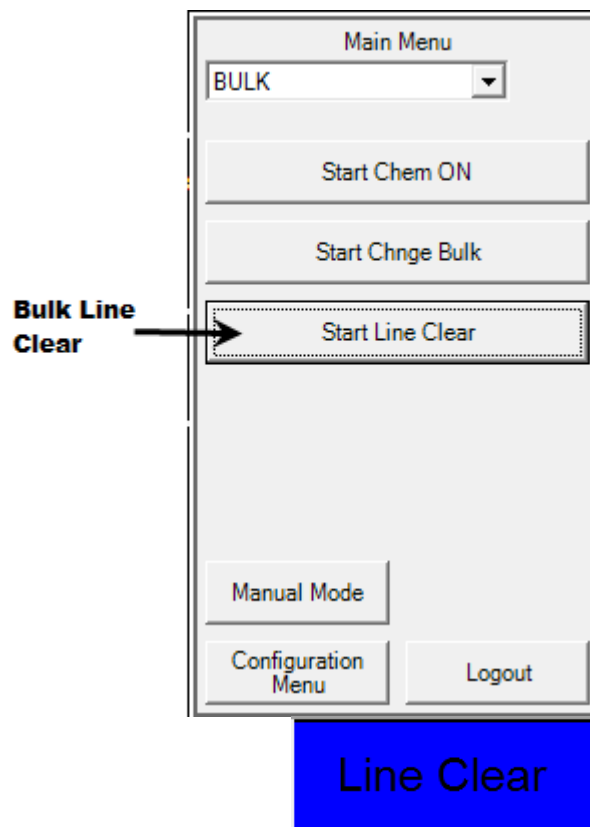 Main Menu
BULK
Start Chem ON
Start Chnge Bulk
Bulk Line
Clear
Start Line Clear
Manual Mode
Configuration
Menu
Logout
Line Clear